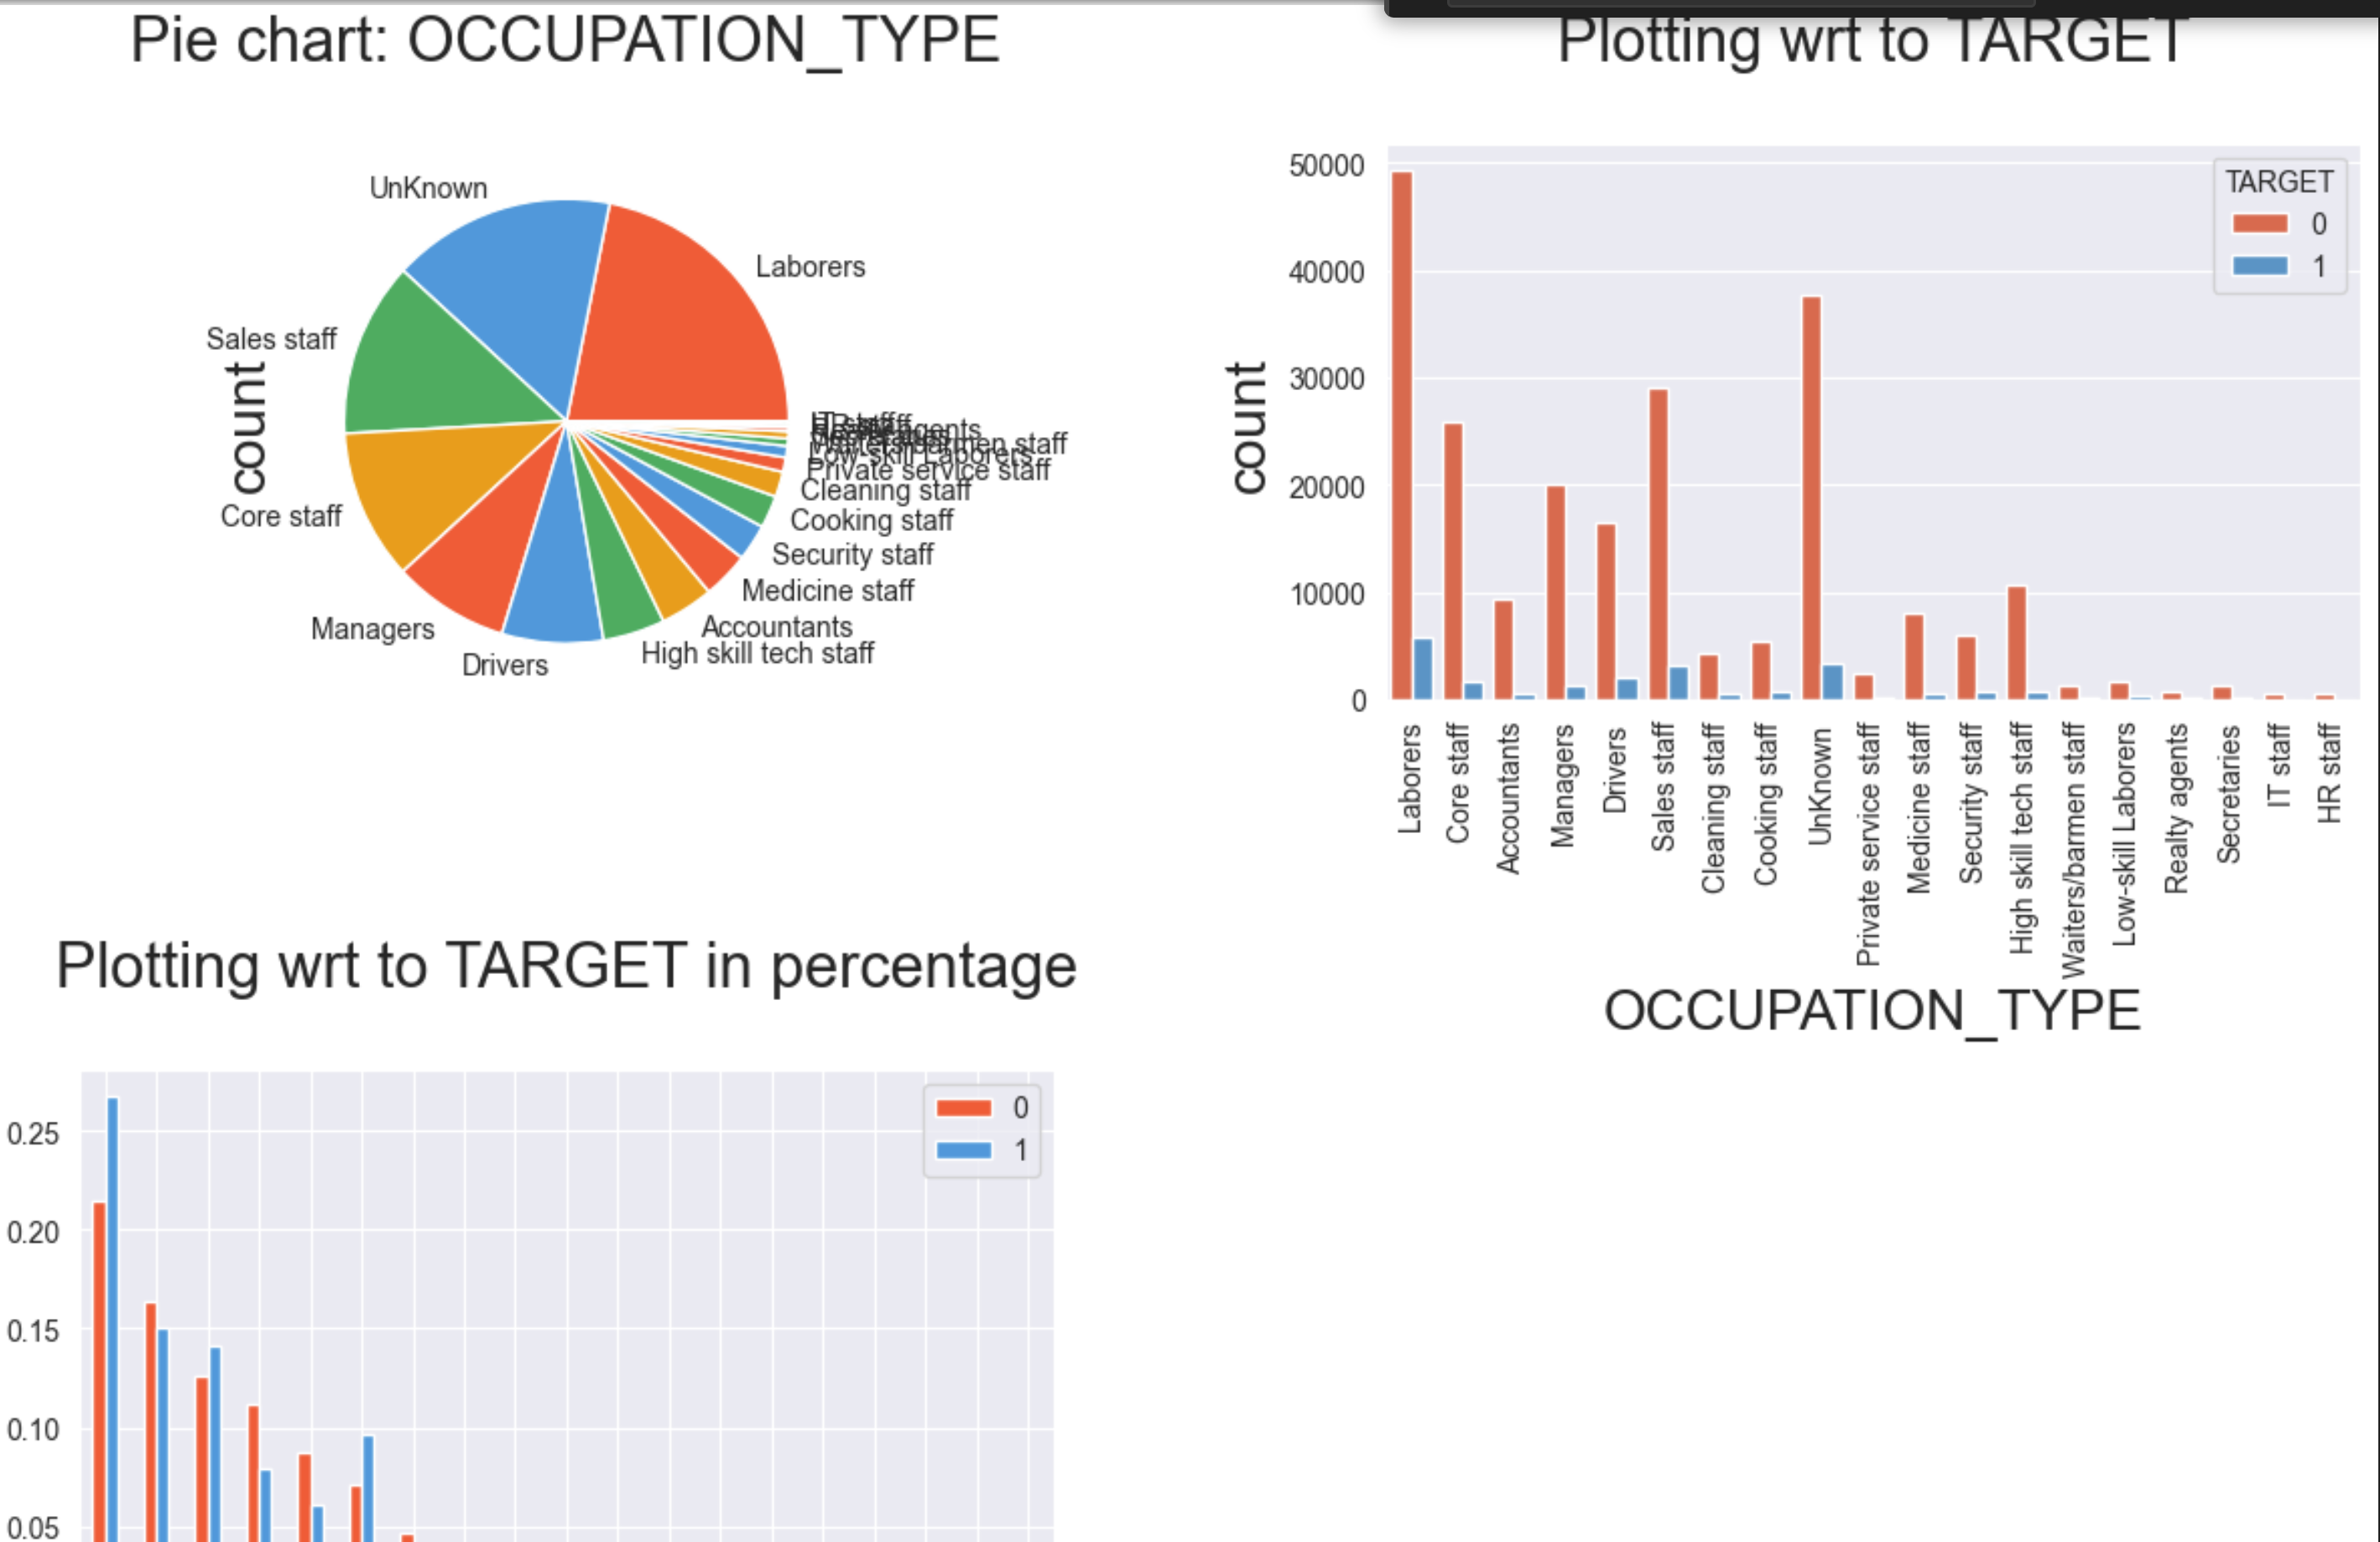 Pie chart: OCCUPATION_TYPE
UnKnown
Laborers
Sales staff
count
Core staff
Managers
Drivers
High skill tech staff
Accountants
Medicine staff
Security staff
Cooking staff
Cleaning staff
Private service staff
Low-skill Laborers
staff
agents
Plotting wrt to TARGET
50000
40000
30000
20000
10000
0
count
TARGET
0
1
Laborers
Core staff
Accountants
Managers
Drivers
Sales staff
Cleaning staff
Cooking staff
UnKnown
Private service staff
Medicine staff
Security staff
High skill tech staff
Waiters/barmen staff
Low-skill Laborers
Realty agents
Secretaries
IT staff
HR staff
OCCUPATION_TYPE
Plotting wrt to TARGET in percentage
0.25
0.20
0.15
0.10
0.05
0
1